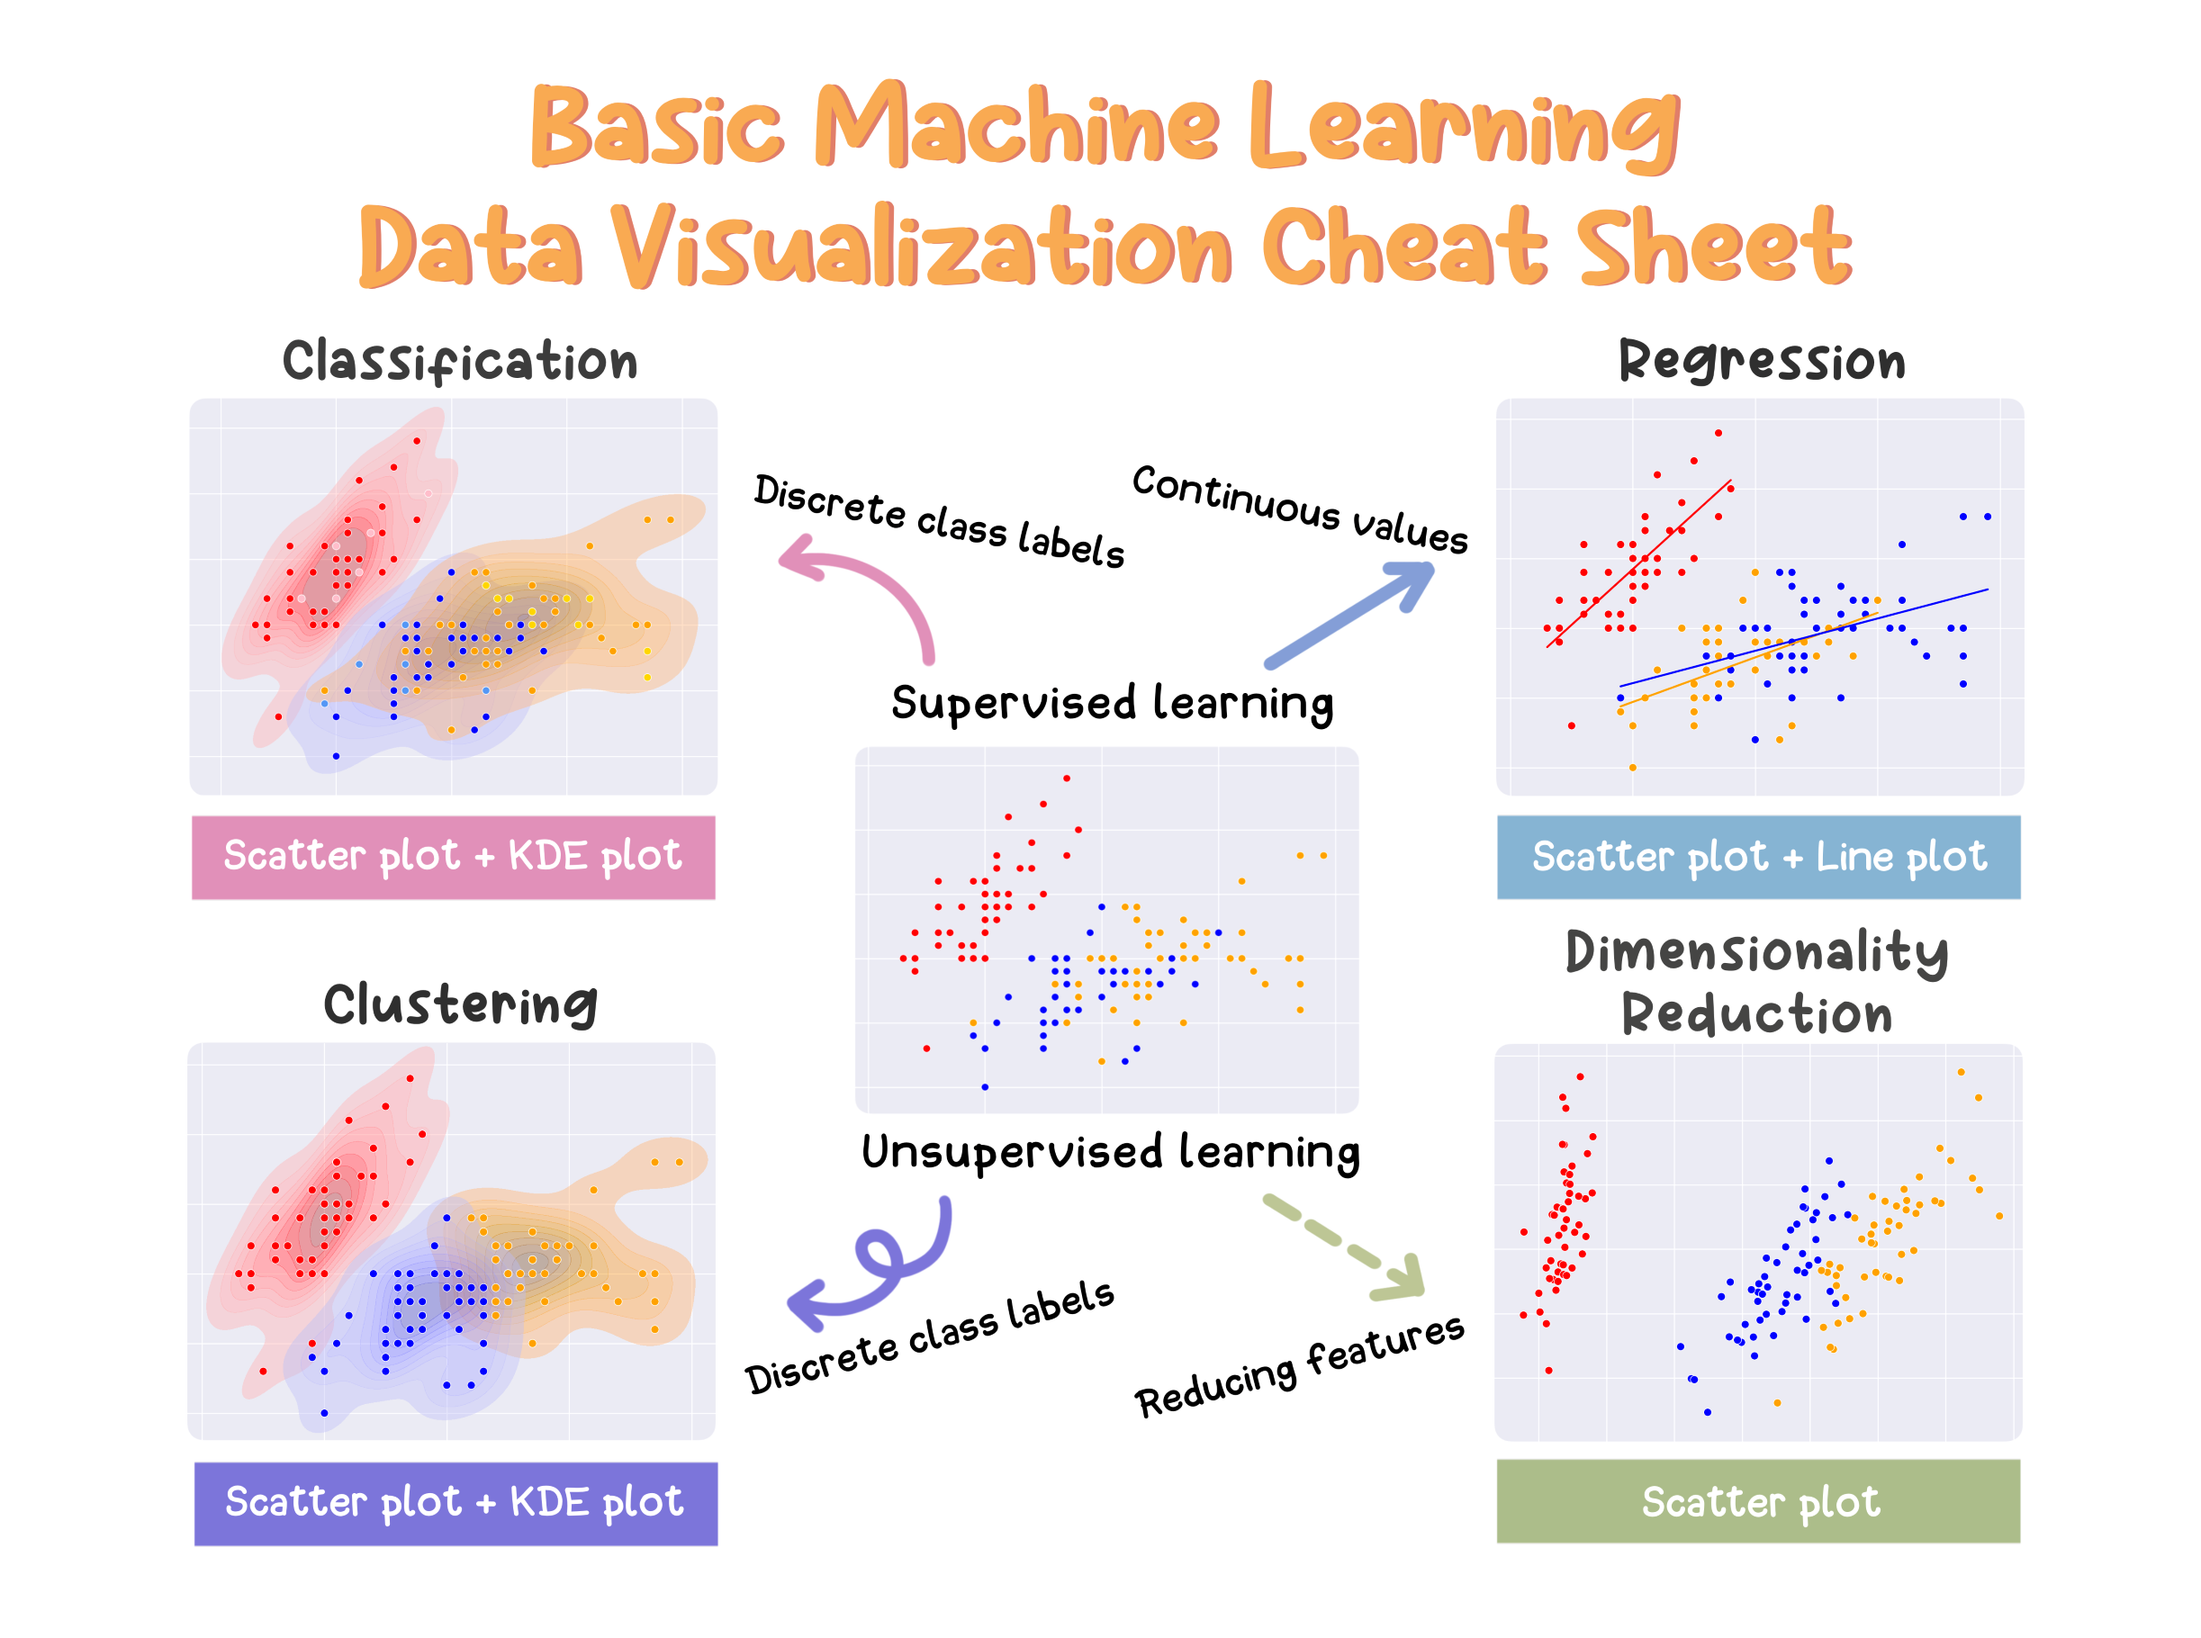 Basic Machine Learning
Data Visualization Cheat Sheet
Classification
Regression
Discrete class labels
Continuous values
Supervised learning
Scatter plot + KDE plot
Scatter plot + Line plot
Clustering
Dimensionality
Reduction
Unsupervised learning
Discrete class labels
Reducing features
Scatter plot + KDE plot
Scatter plot